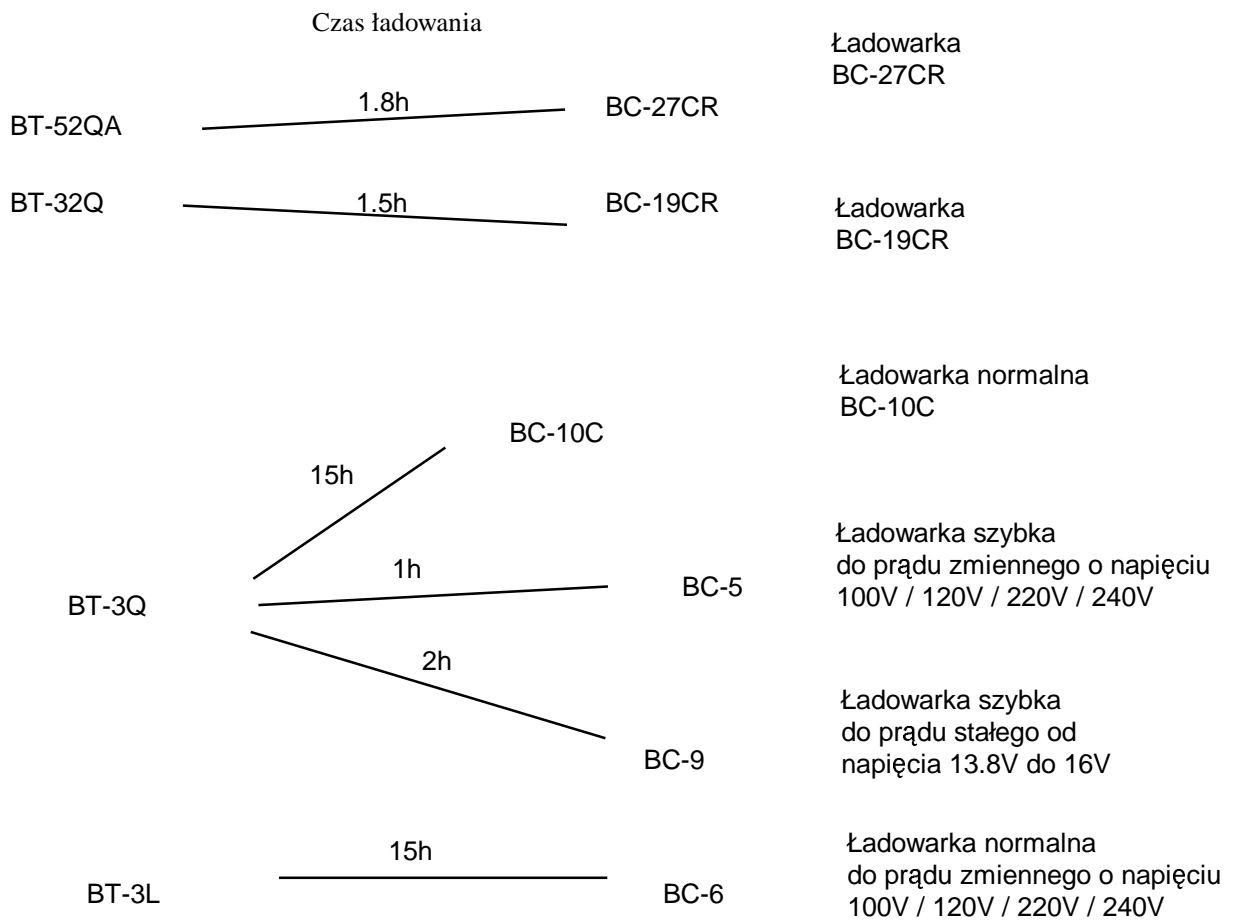 Czas ładowania
Ładowarka
BC-27CR
BT-52QA
1.8h
BC-27CR
BT-32Q
1.5h
BC-19CR
Ładowarka
BC-19CR
Ładowarka normalna
BC-10C
BC-10C
15h
BT-3Q
1h
BC-5
Ładowarka szybka
do prądu zmiennego o napięciu
100V / 120V / 220V / 240V
2h
BC-9
Ładowarka szybka
do prądu stałego od
napięcia 13.8V do 16V
BT-3L
15h
BC-6
Ładowarka normalna
do prądu zmiennego o napięciu
100V / 120V / 220V / 240V